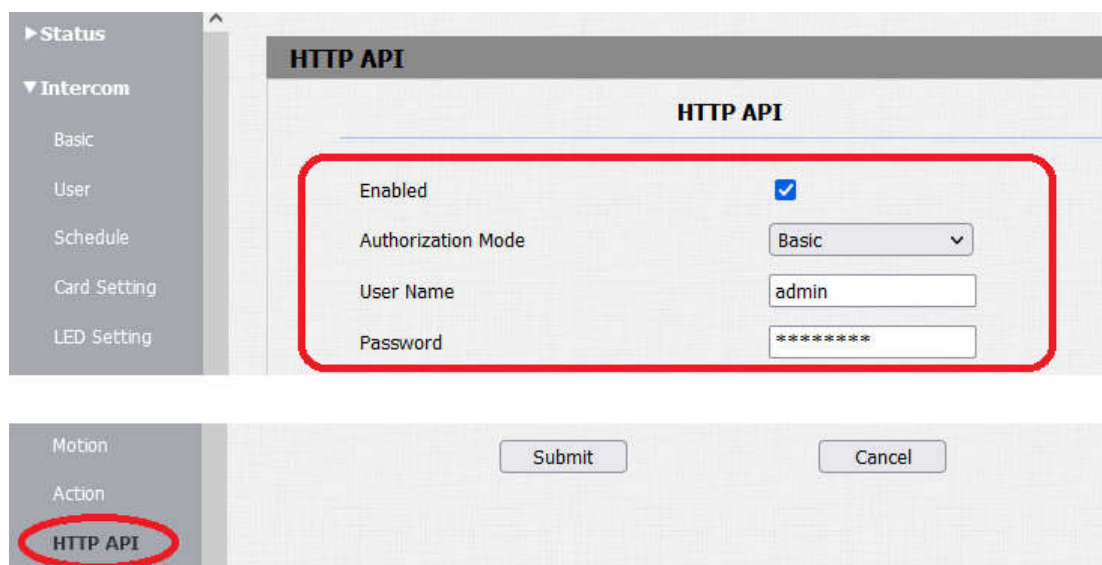 Status
Intercom
Basic
User
Schedule
Card Setting
LED Setting
HTTP API
HTTP API
Enabled
Authorization Mode Basic
User Name admin
Password ********
Motion
Action
HTTP API
Submit Cancel